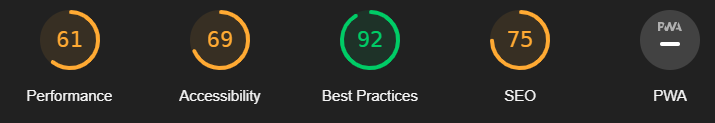 61 69 92 75 PWA
Performance Accessibility Best Practices SEO PWA